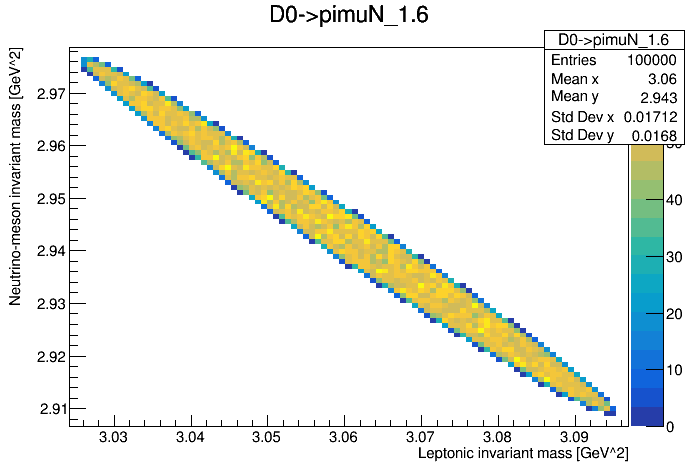 D0->pimuN_1.6
D0->pimuN_1.6
Entries 100000
Mean x 3.06
Mean y 2.943
Std Dev x 0.01712
Std Dev y 0.0168
Neutrino-meson invariant mass [GeV^2]
2.97
2.96
2.95
2.94
2.93
2.92
2.91
40
30
20
10
0
3.03 3.04 3.05 3.06 3.07 3.08 3.09
Leptonic invariant mass [GeV^2]